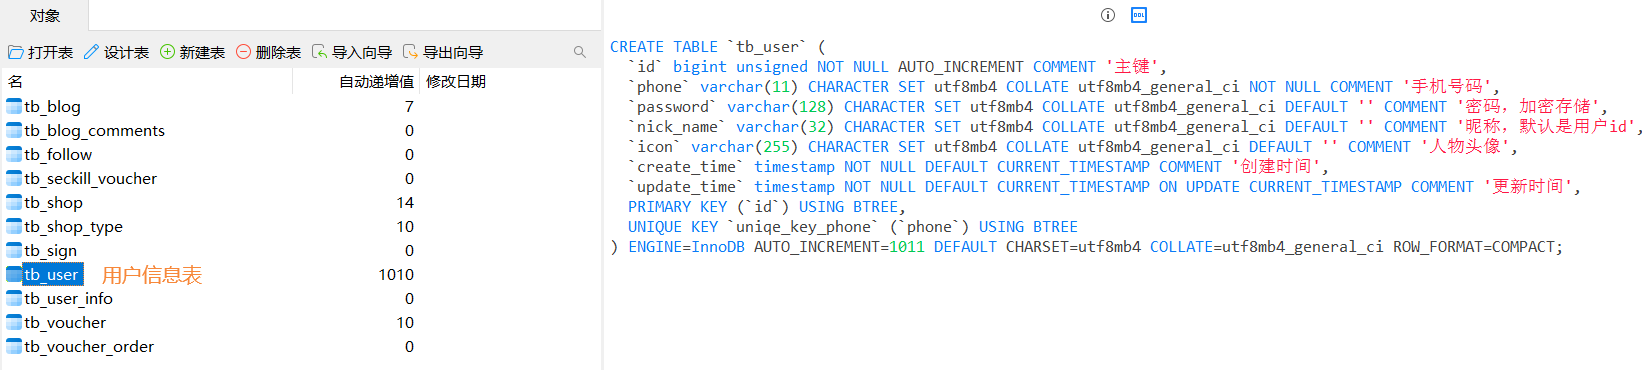 对象
打开表 设计表 新建表 删除表 导入向导 导出向导
名 自动递增值 修改日期
tb_blog 7
tb_blog_comments 0
tb_follow 0
tb_seckill_voucher 0
tb_shop 14
tb_shop_type 10
tb_sign 0
tb_user 用户信息表 1010
tb_user_info 0
tb_voucher 10
tb_voucher_order 0
DDL
CREATE TABLE `tb_user` (
  `id` bigint unsigned NOT NULL AUTO_INCREMENT COMMENT '主键',
  `phone` varchar(11) CHARACTER SET utf8mb4 COLLATE utf8mb4_general_ci NOT NULL COMMENT '手机号码',
  `password` varchar(128) CHARACTER SET utf8mb4 COLLATE utf8mb4_general_ci DEFAULT '' COMMENT '密码，加密存储',
  `nick_name` varchar(32) CHARACTER SET utf8mb4 COLLATE utf8mb4_general_ci DEFAULT '' COMMENT '昵称，默认是用户id',
  `icon` varchar(255) CHARACTER SET utf8mb4 COLLATE utf8mb4_general_ci DEFAULT '' COMMENT '人物头像',
  `create_time` timestamp NOT NULL DEFAULT CURRENT_TIMESTAMP COMMENT '创建时间',
  `update_time` timestamp NOT NULL DEFAULT CURRENT_TIMESTAMP ON UPDATE CURRENT_TIMESTAMP COMMENT '更新时间',
  PRIMARY KEY (`id`) USING BTREE,
  UNIQUE KEY `uniqe_key_phone` (`phone`) USING BTREE
) ENGINE=InnoDB AUTO_INCREMENT=1011 DEFAULT CHARSET=utf8mb4 COLLATE=utf8mb4_general_ci ROW_FORMAT=COMPACT;